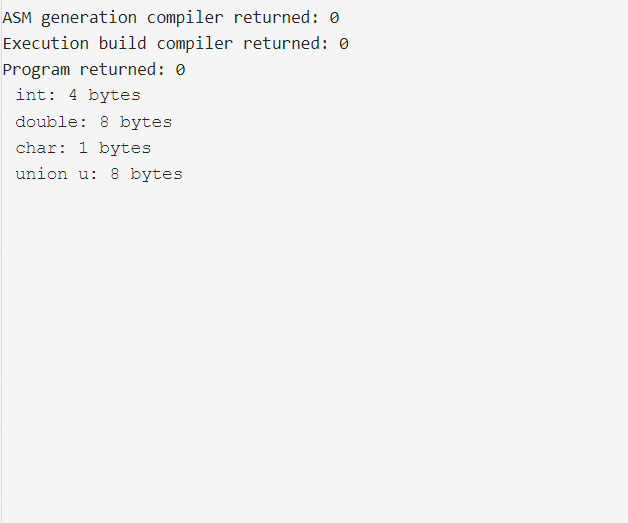 ASM generation compiler returned: 0
Execution build compiler returned: 0
Program returned: 0
int: 4 bytes
double: 8 bytes
char: 1 bytes
union u: 8 bytes